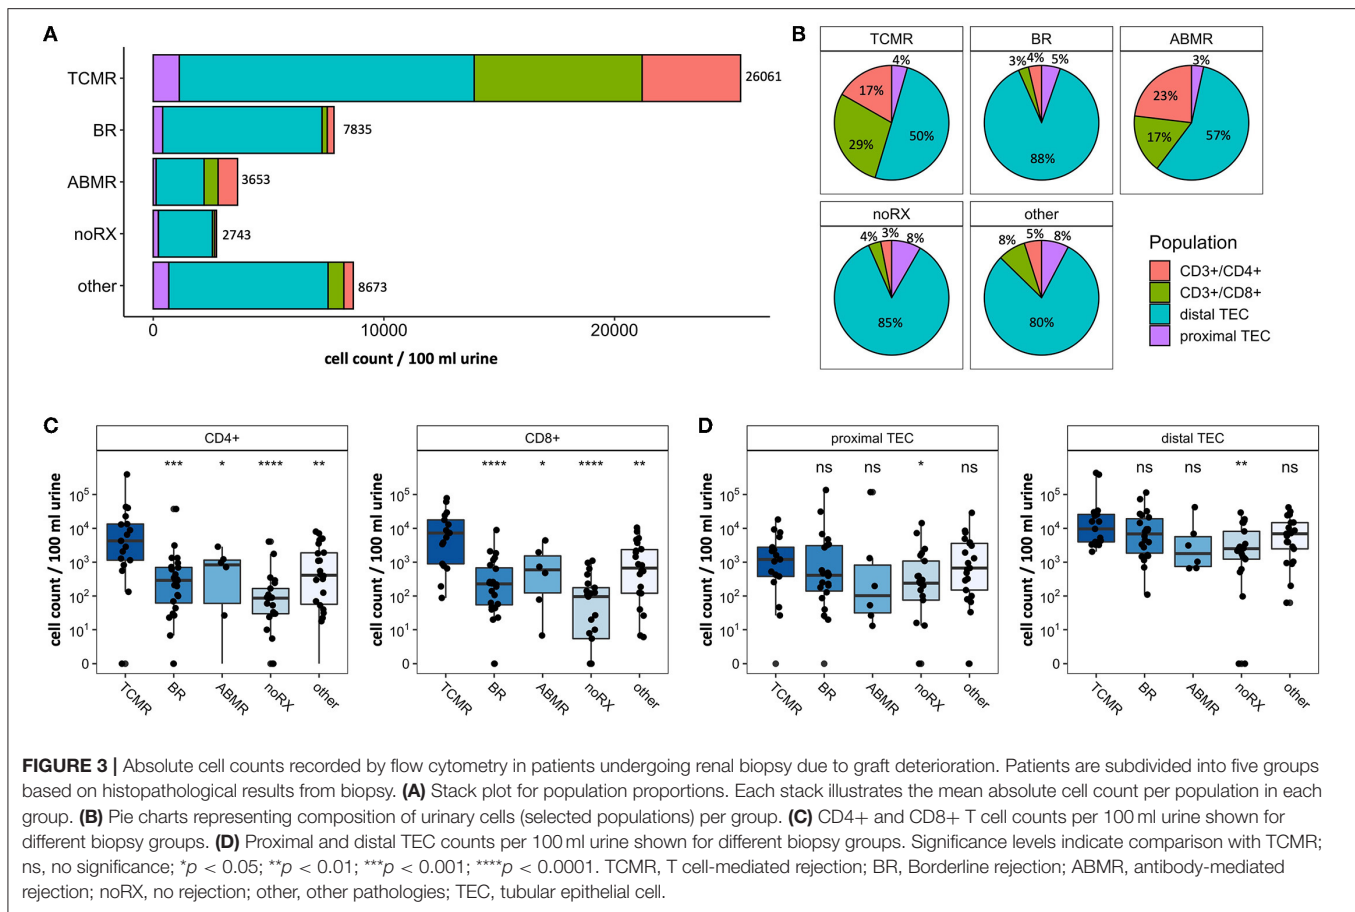 A
TCMR
26061
BR
7835
ABMR
3653
noRX
2743
other
8673
0
10000
20000
cell count / 100 ml urine
B
TCMR
BR
ABMR
4%
17%
29%
50%
3%
4%
5%
88%
3%
23%
17%
57%
noRX
other
4%
3%
8%
85%
8%
5%
8%
80%
Population
CD3+/CD4+
CD3+/CD8+
distal TEC
proximal TEC
C
CD4+
*** * **** **
cell count / 100 ml urine
10⁵
10⁴
10³
10²
10¹
0
TCMR BR ABMR noRX other
CD8+
**** * **** **
cell count / 100 ml urine
10⁵
10⁴
10³
10²
10¹
0
TCMR BR ABMR noRX other
D
proximal TEC
ns ns * ns
cell count / 100 ml urine
10⁵
10⁴
10³
10²
10¹
0
TCMR BR ABMR noRX other
distal TEC
ns ns ** ns
cell count / 100 ml urine
10⁵
10⁴
10³
10²
10¹
0
TCMR BR ABMR noRX other
FIGURE 3 | Absolute cell counts recorded by flow cytometry in patients undergoing renal biopsy due to graft deterioration. Patients are subdivided into five groups
based on histopathological results from biopsy. (A) Stack plot for population proportions. Each stack illustrates the mean absolute cell count per population in each
group. (B) Pie charts representing composition of urinary cells (selected populations) per group. (C) CD4+ and CD8+ T cell counts per 100 ml urine shown for
different biopsy groups. (D) Proximal and distal TEC counts per 100 ml urine shown for different biopsy groups. Significance levels indicate comparison with TCMR;
ns, no significance; *p < 0.05; **p < 0.01; ***p < 0.001; ****p < 0.0001. TCMR, T cell-mediated rejection; BR, Borderline rejection; ABMR, antibody-mediated
rejection; noRX, no rejection; other, other pathologies; TEC, tubular epithelial cell.